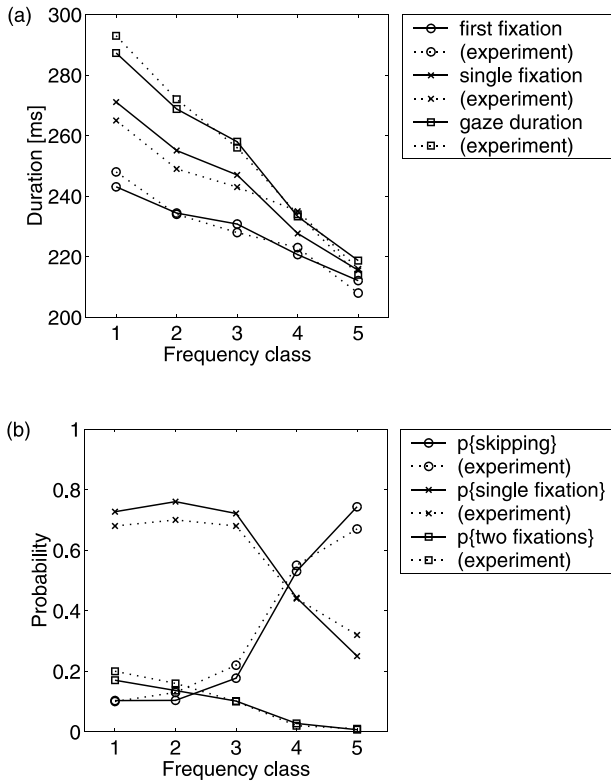 (a)
300
280
260
240
220
200
Duration [ms]
1 2 3 4 5
Frequency class
first fixation
(experiment)
single fixation
(experiment)
gaze duration
(experiment)
(b)
1
0.8
0.6
0.4
0.2
0
Probability
1 2 3 4 5
Frequency class
p{skipping}
(experiment)
p{single fixation}
(experiment)
p{two fixations}
(experiment)